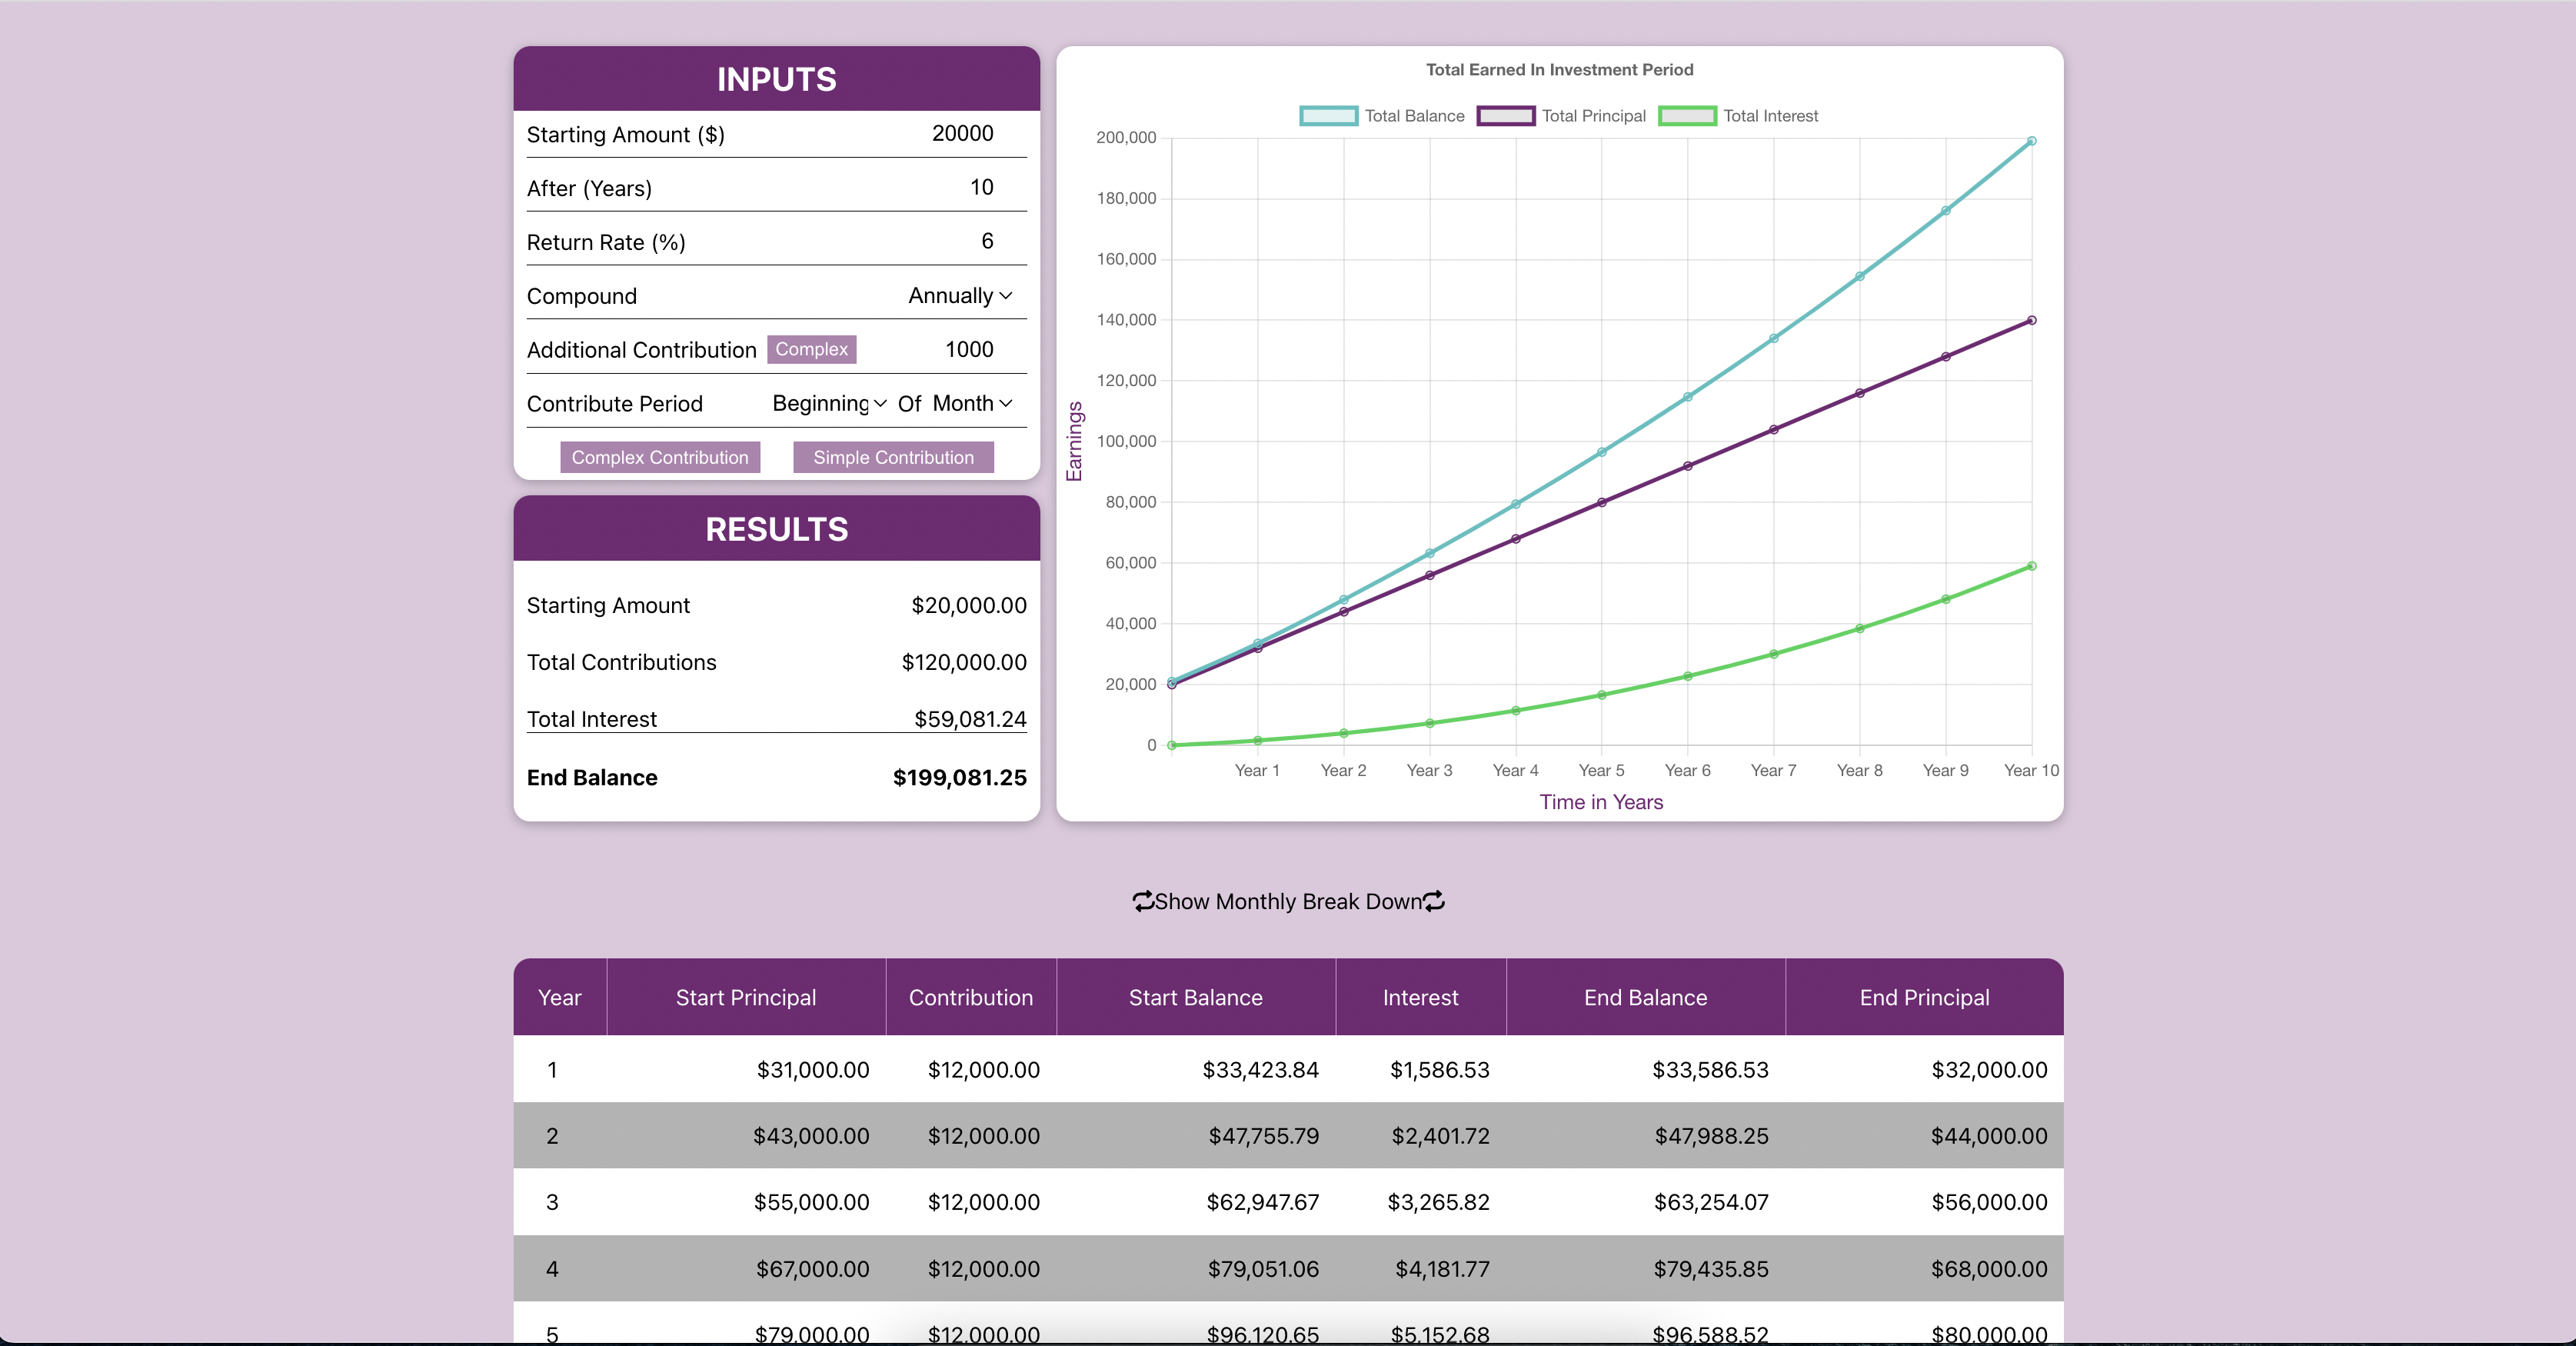 INPUTS
Starting Amount ($) 20000
After (Years) 10
Return Rate (%) 6
Compound Annually
Additional Contribution Complex 1000
Contribute Period Beginning Of Month
Complex Contribution Simple Contribution
RESULTS
Starting Amount $20,000.00
Total Contributions $120,000.00
Total Interest $59,081.24
End Balance $199,081.25
Total Earned In Investment Period
Total Balance Total Principal Total Interest
200,000
180,000
160,000
140,000
120,000
100,000
80,000
60,000
40,000
20,000
0
Earnings
Year 1 Year 2 Year 3 Year 4 Year 5 Year 6 Year 7 Year 8 Year 9 Year 10
Time in Years
Show Monthly Break Down
Year Start Principal Contribution Start Balance Interest End Balance End Principal
1 $31,000.00 $12,000.00 $33,423.84 $1,586.53 $33,586.53 $32,000.00
2 $43,000.00 $12,000.00 $47,755.79 $2,401.72 $47,988.25 $44,000.00
3 $55,000.00 $12,000.00 $62,947.67 $3,265.82 $63,254.07 $56,000.00
4 $67,000.00 $12,000.00 $79,051.06 $4,181.77 $79,435.85 $68,000.00
5 $79,000.00 $12,000.00 $96,120.65 $5,152.68 $96,588.52 $80,000.00